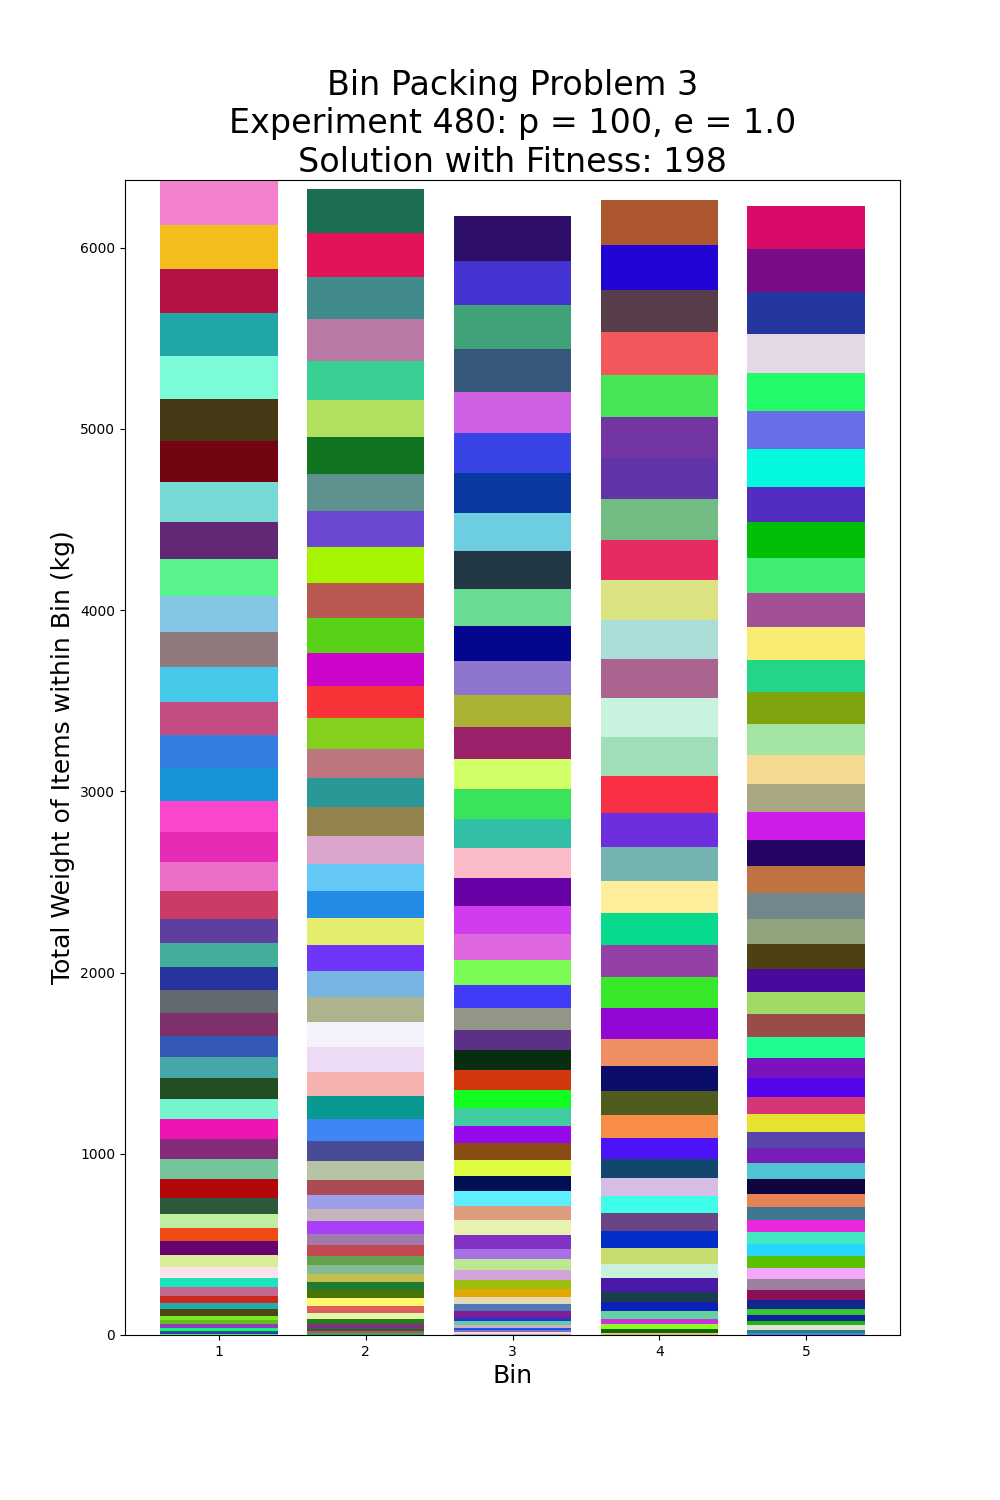 Bin Packing Problem 3
Experiment 480: p = 100, e = 1.0
Solution with Fitness: 198
Total Weight of Items within Bin (kg)
6000
5000
4000
3000
2000
1000
0
1 2 3 4 5
Bin